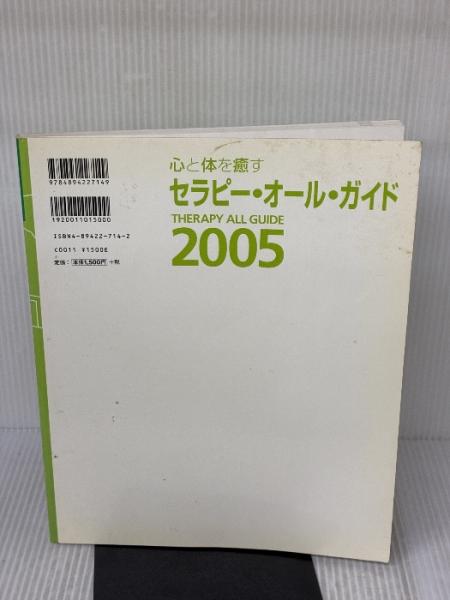 心と体を癒す
セラピー・オール・ガイド
THERAPY ALL GUIDE
2005
9784894227149
1920011015000
ISBN4-89422-714-2
C0011 ¥1500E
定価：本体1,500円 +税